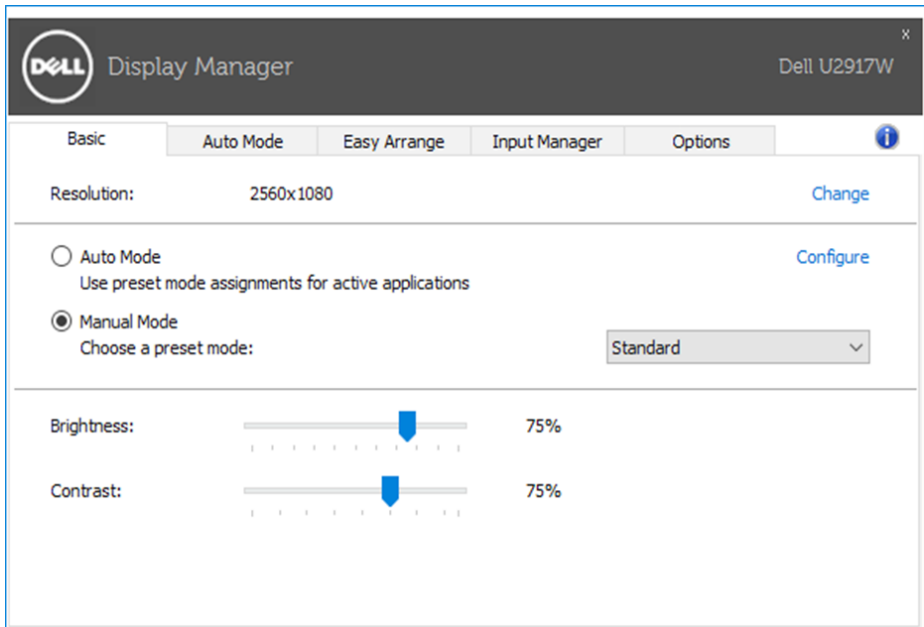 DELL Display Manager Dell U2917W x
Basic Auto Mode Easy Arrange Input Manager Options i
Resolution: 2560x1080 Change
Auto Mode Configure
Use preset mode assignments for active applications
Manual Mode
Choose a preset mode: Standard
Brightness: 75%
Contrast: 75%